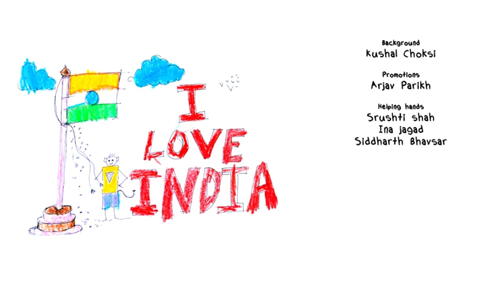 I
LOVE
INDIA
Background
Kushal Choksi
Promotions
Arjav Parikh
Helping hands
Srushti shah
Ina jagad
Siddharth Bhavsar